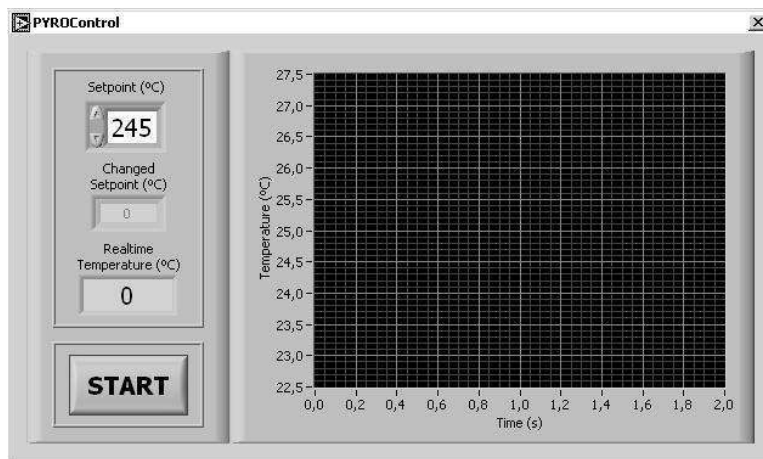 PYROControl
Setpoint (ºC)
245
Changed
Setpoint (ºC)
0
Realtime
Temperature (ºC)
0
START
Temperature (ºC)
27,5
27,0
26,5
26,0
25,5
25,0
24,5
24,0
23,5
23,0
22,5
0,0 0,2 0,4 0,6 0,8 1,0 1,2 1,4 1,6 1,8 2,0
Time (s)